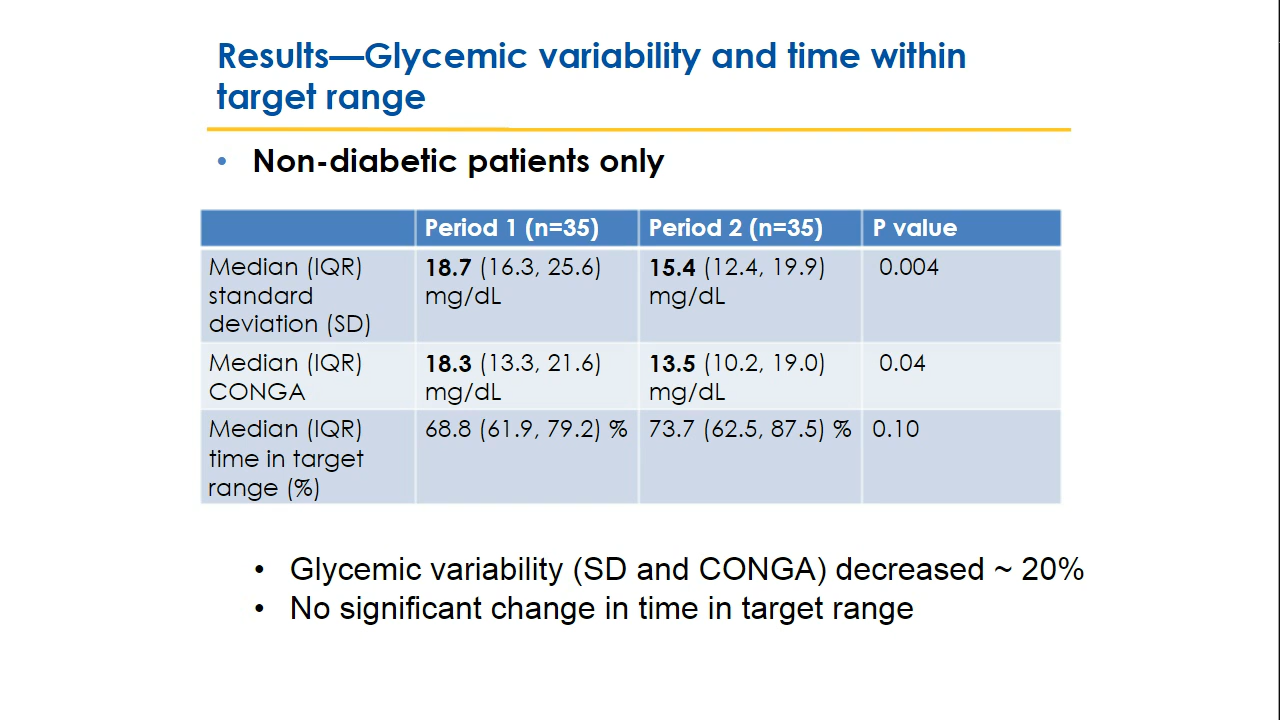 Results—Glycemic variability and time within
target range
• Non-diabetic patients only
Period 1 (n=35) Period 2 (n=35) P value
Median (IQR) 18.7 (16.3, 25.6) 15.4 (12.4, 19.9) 0.004
standard mg/dL mg/dL
deviation (SD)
Median (IQR) 18.3 (13.3, 21.6) 13.5 (10.2, 19.0) 0.04
CONGA mg/dL mg/dL
Median (IQR) 68.8 (61.9, 79.2) % 73.7 (62.5, 87.5) % 0.10
time in target
range (%)
• Glycemic variability (SD and CONGA) decreased ~ 20%
• No significant change in time in target range